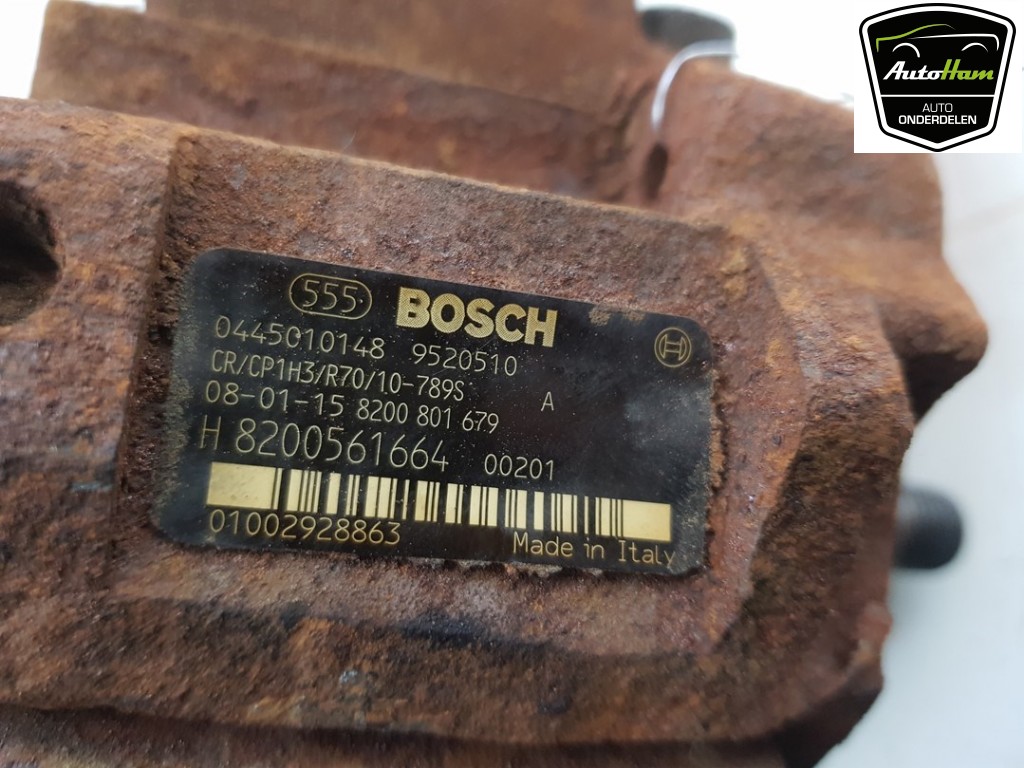 AutoHam
AUTO
ONDERDELEN
555 BOSCH
0445010148 9520510
CR/CP1H3/R70/10-789S A
08-01-15 8200 801 679
H 8200561664 00201
01002928863 Made in Italy